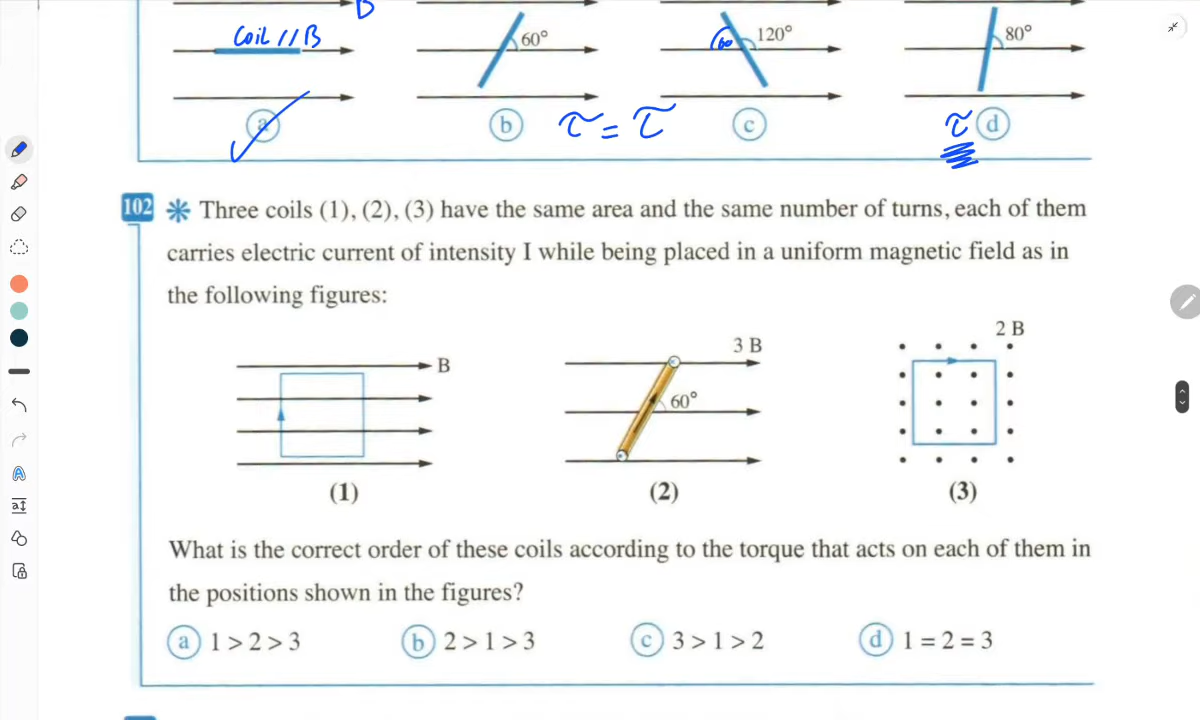 B
Coil // B
60°
60
120°
80°
a
b
τ = τ
c
τ
d
102 * Three coils (1), (2), (3) have the same area and the same number of turns, each of them
carries electric current of intensity I while being placed in a uniform magnetic field as in
the following figures:
B
3 B
60°
2 B
(1)
(2)
(3)
What is the correct order of these coils according to the torque that acts on each of them in
the positions shown in the figures?
a 1 > 2 > 3 b 2 > 1 > 3 c 3 > 1 > 2 d 1 = 2 = 3